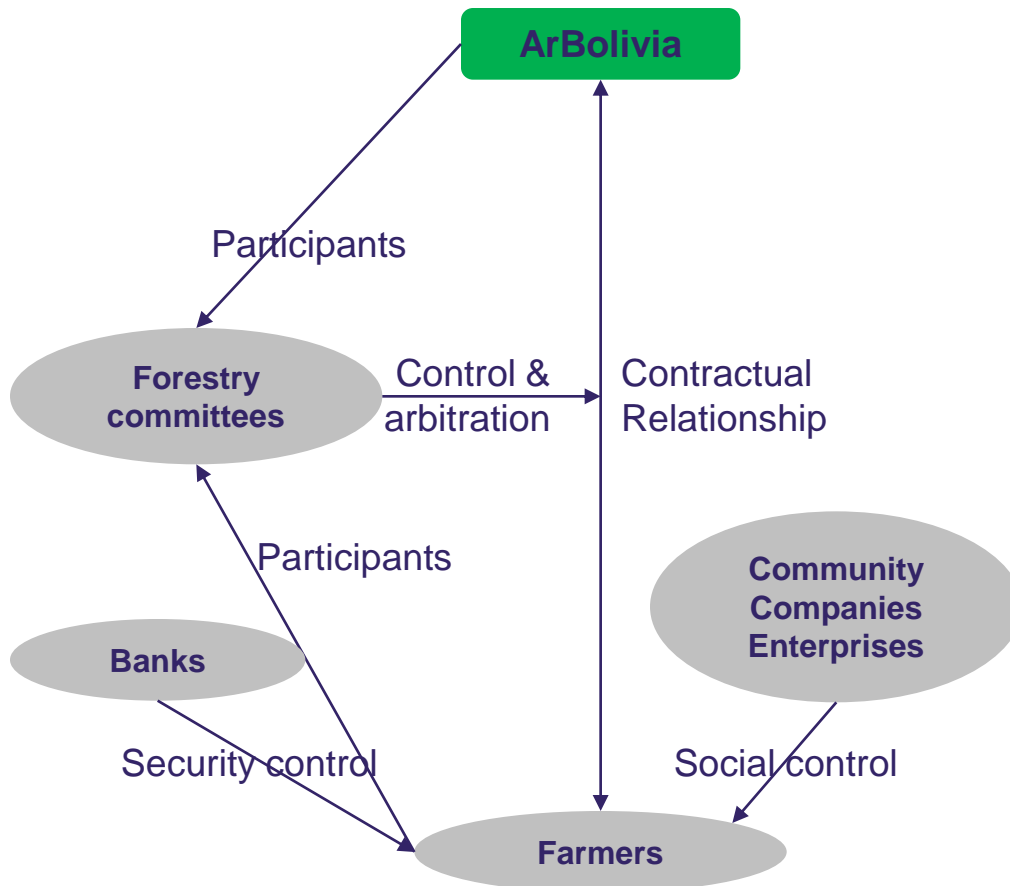 ArBolivia
Participants
Forestry
committees
Control &
arbitration
Contractual
Relationship
Participants
Community
Companies
Enterprises
Banks
Security control
Social control
Farmers